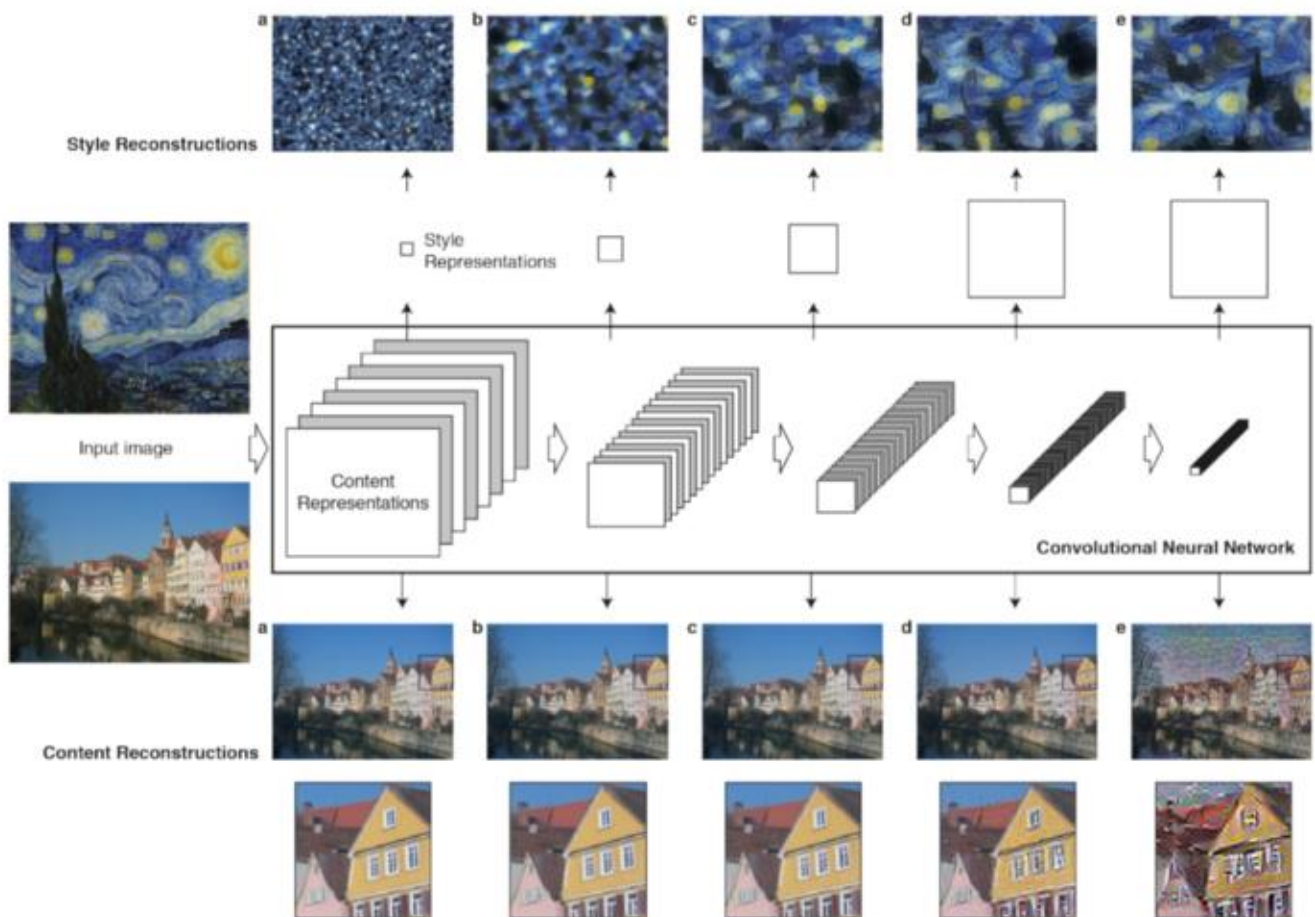 a b c d e
Style Reconstructions
Style
Representations
Input image
Content
Representations
Convolutional Neural Network
a b c d e
Content Reconstructions